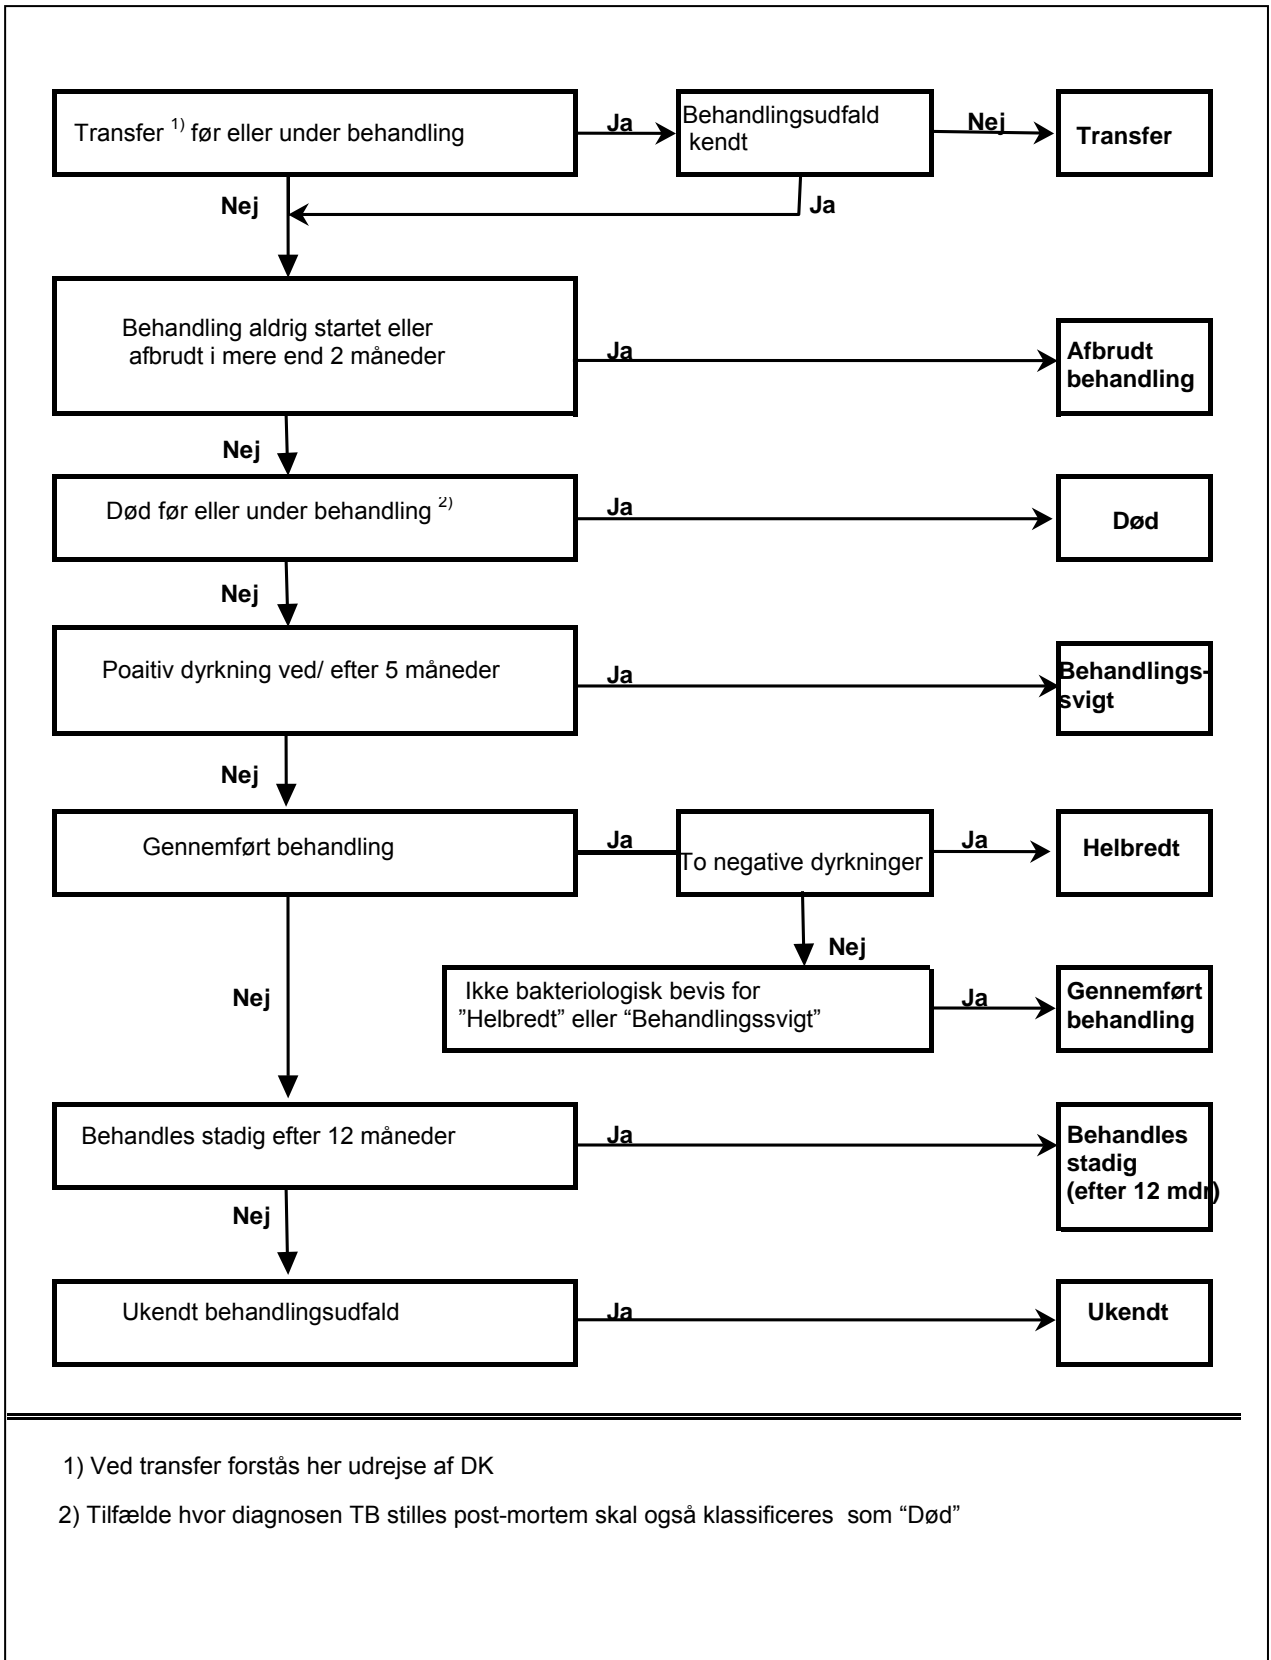 Transfer 1) før eller under behandling
Ja
Behandlingsudfald
kendt
Nej
Transfer
Nej
Ja
Behandling aldrig startet eller
afbrudt i mere end 2 måneder
Ja
Afbrudt
behandling
Nej
Død før eller under behandling 2)
Ja
Død
Nej
Poaitiv dyrkning ved/ efter 5 måneder
Ja
Behandlings-
svigt
Nej
Gennemført behandling
Ja
To negative dyrkninger
Ja
Helbredt
Nej
Nej
Ikke bakteriologisk bevis for
”Helbredt” eller “Behandlingssvigt”
Ja
Gennemført
behandling
Behandles stadig efter 12 måneder
Ja
Behandles
stadig
(efter 12 mdr)
Nej
Ukendt behandlingsudfald
Ja
Ukendt
1) Ved transfer forstås her udrejse af DK
2) Tilfælde hvor diagnosen TB stilles post-mortem skal også klassificeres som “Død”